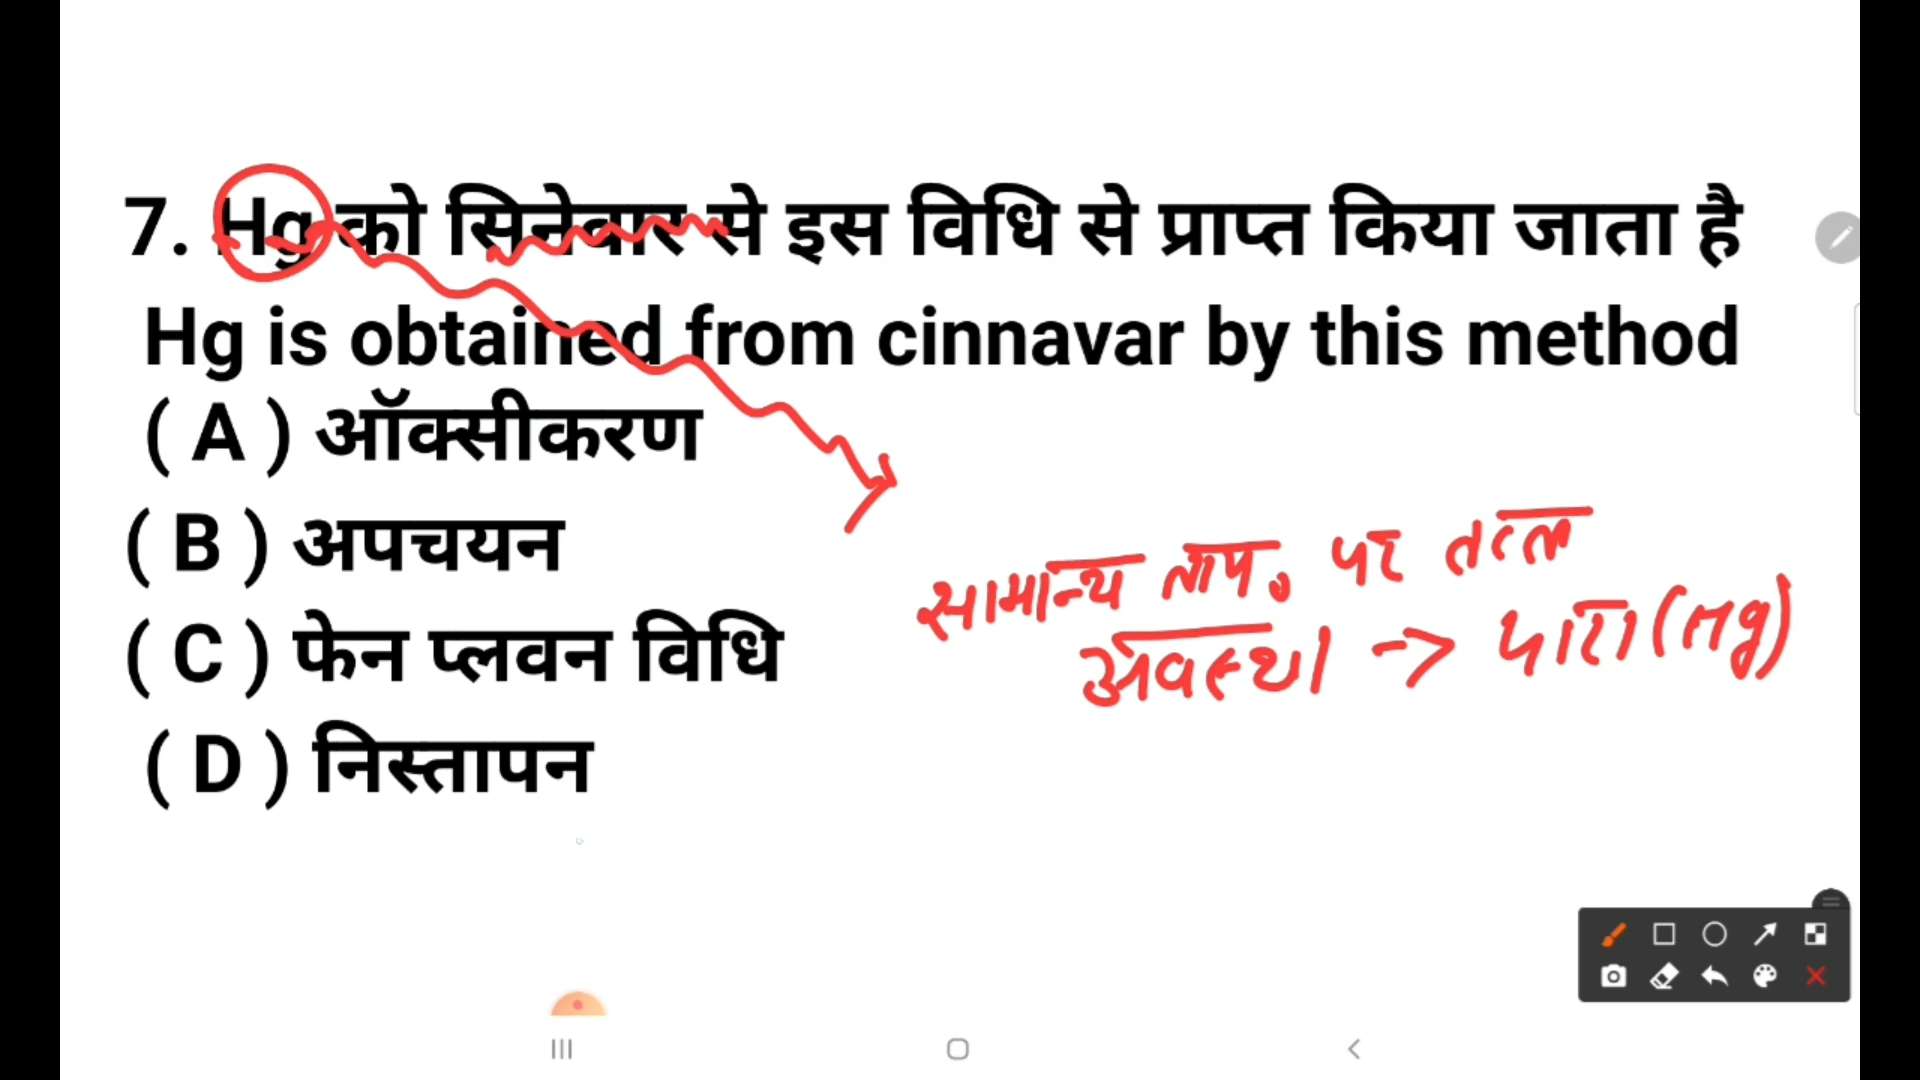 7. Hg को सिनेवार से इस विधि से प्राप्त किया जाता है
Hg is obtained from cinnavar by this method
( A ) ऑक्सीकरण
( B ) अपचयन
( C ) फेन प्लवन विधि
( D ) निस्तापन
सामान्य ताप. पर तत्ल
अवस्था -> पारा (Hg)